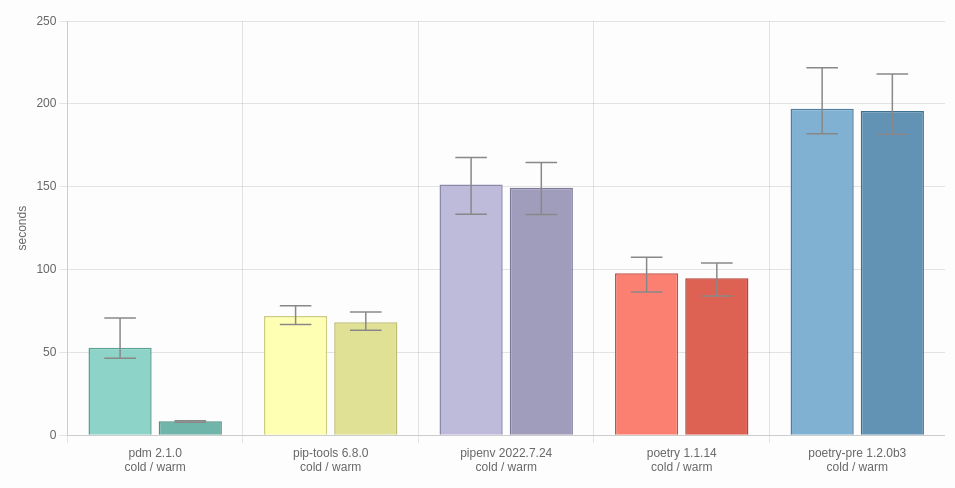 250
200
150
100
50
0
seconds
pdm 2.1.0
cold / warm
pip-tools 6.8.0
cold / warm
pipenv 2022.7.24
cold / warm
poetry 1.1.14
cold / warm
poetry-pre 1.2.0b3
cold / warm